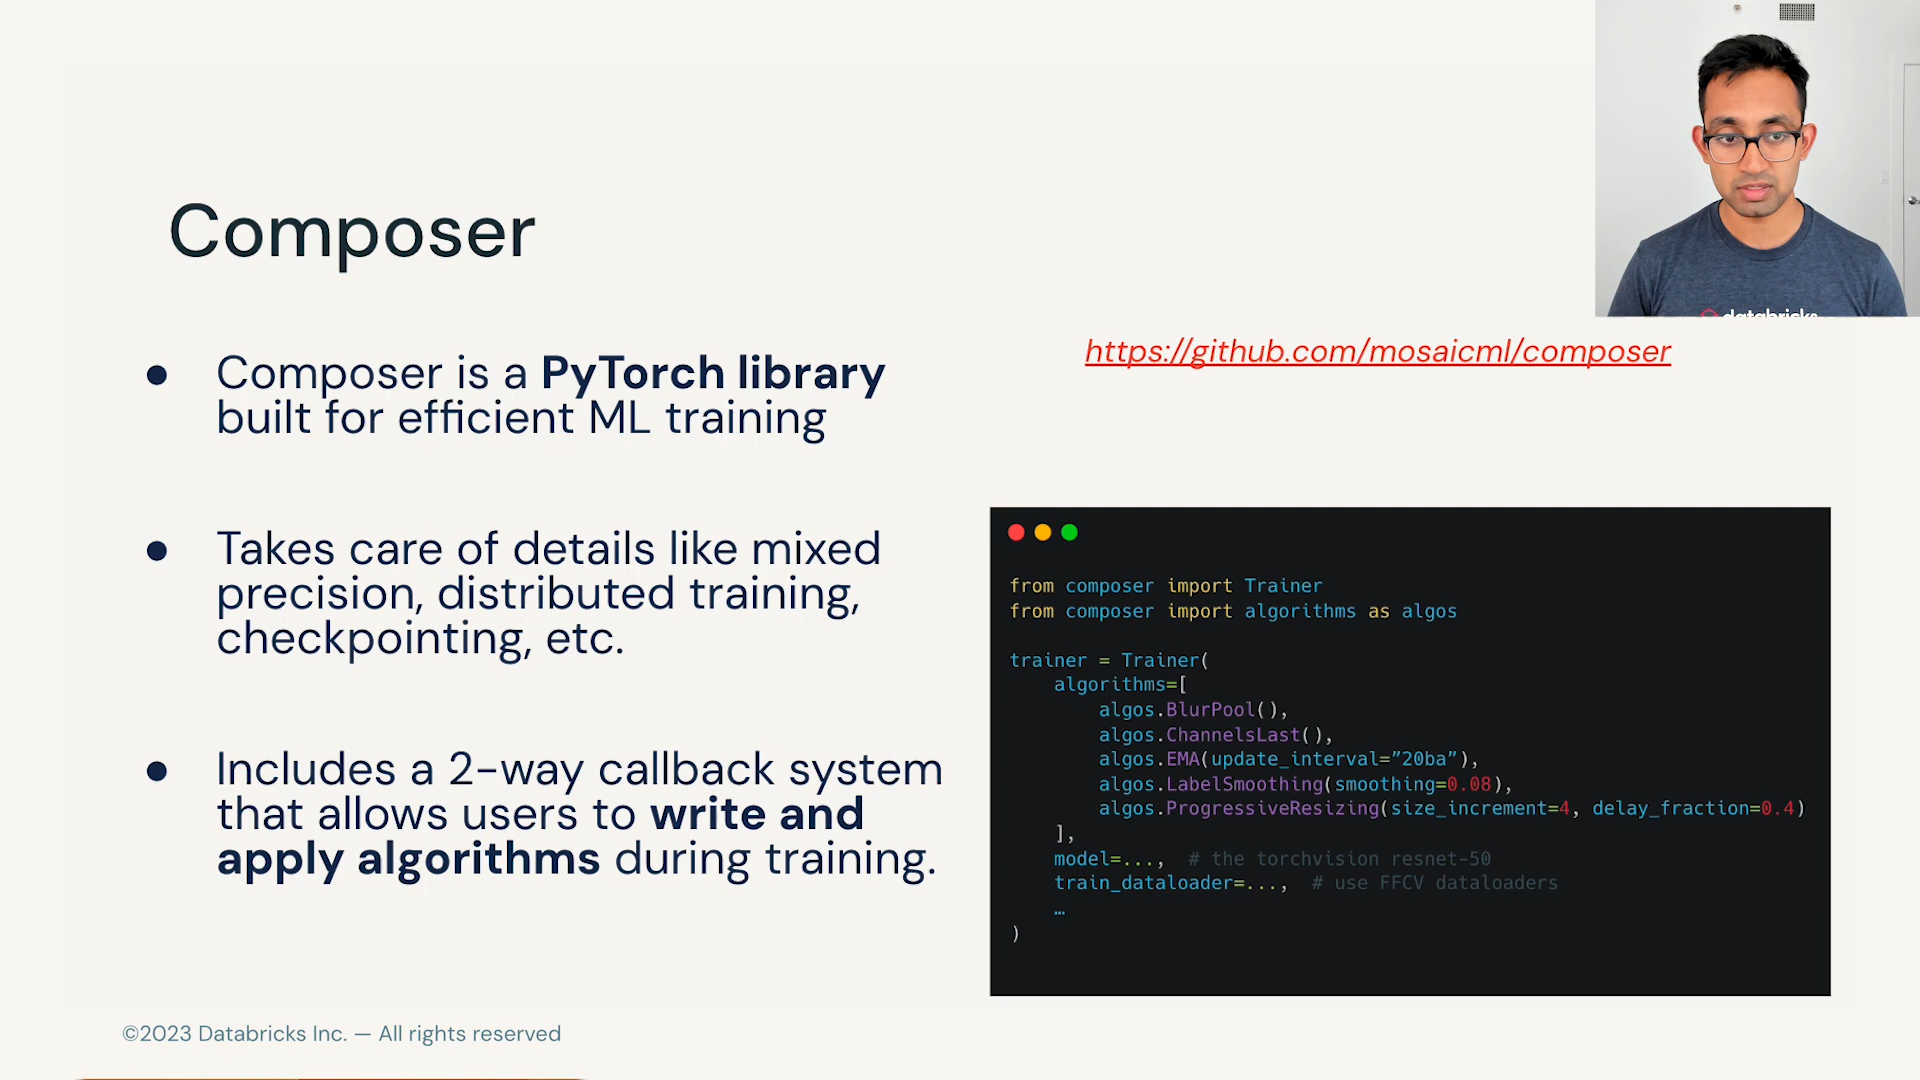 Composer
● Composer is a PyTorch library
built for efficient ML training
● Takes care of details like mixed
precision, distributed training,
checkpointing, etc.
● Includes a 2-way callback system
that allows users to write and
apply algorithms during training.
databricks
https://github.com/mosaicml/composer
from composer import Trainer
from composer import algorithms as algos
trainer = Trainer(
    algorithms=[
        algos.BlurPool(),
        algos.ChannelsLast(),
        algos.EMA(update_interval=”20ba”),
        algos.LabelSmoothing(smoothing=0.08),
        algos.ProgressiveResizing(size_increment=4, delay_fraction=0.4)
    ],
    model=...,  # the torchvision resnet-50
    train_dataloader=...,  # use FFCV dataloaders
    …
)
©2023 Databricks Inc. — All rights reserved